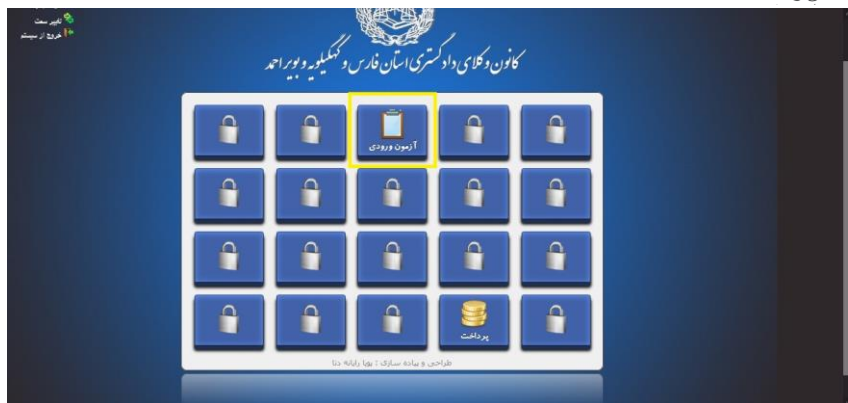 تغییر سمت
خروج از سیستم
کانون وکلای دادگستری استان فارس و کهگیلویه و بویراحمد
آزمون ورودی
پرداخت
طراحی و پیاده سازی : پویا رایانه دنا